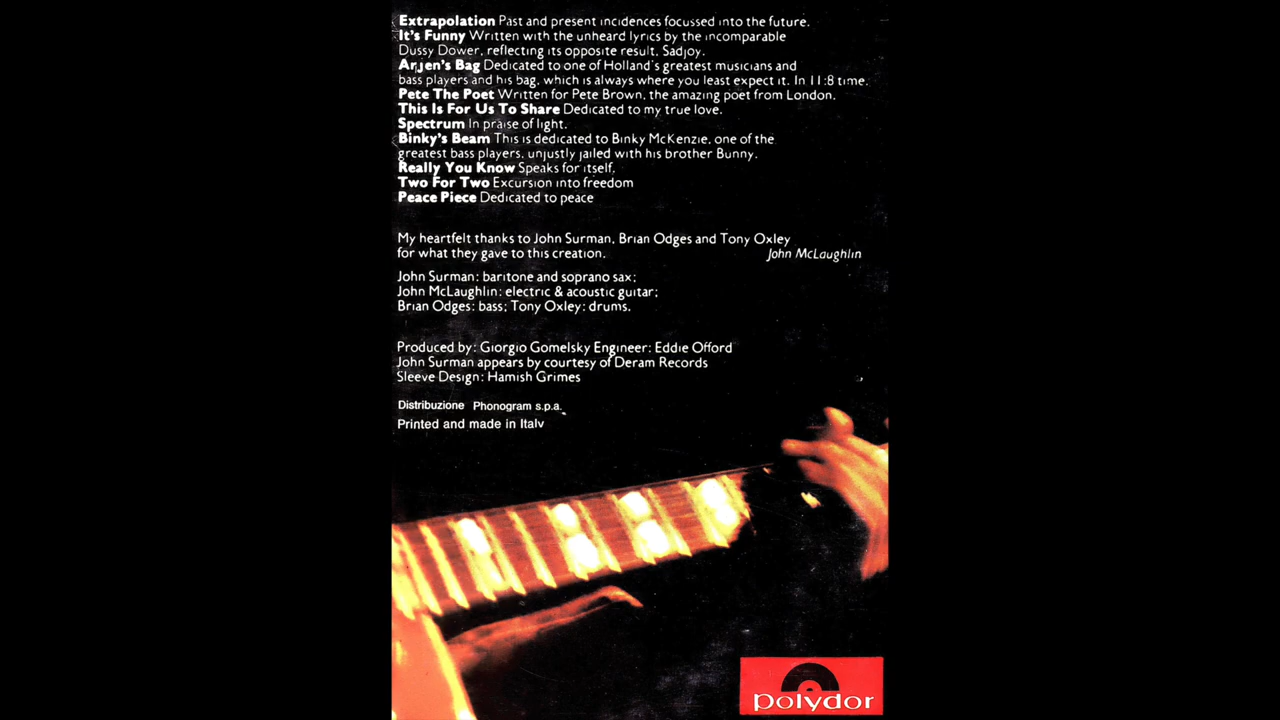 Extrapolation Past and present incidences focussed into the future.
It's Funny Written with the unheard lyrics by the incomparable
Dussy Dower, reflecting its opposite result, Sadjoy.
Arjen's Bag Dedicated to one of Holland's greatest musicians and
bass players and his bag, which is always where you least expect it. In 11:8 time.
Pete The Poet Written for Pete Brown, the amazing poet from London.
This Is For Us To Share Dedicated to my true love.
Spectrum In praise of light.
Binky's Beam This is dedicated to Binky McKenzie, one of the
greatest bass players, unjustly jailed with his brother Bunny.
Really You Know Speaks for itself.
Two For Two Excursion into freedom
Peace Piece Dedicated to peace
My heartfelt thanks to John Surman, Brian Odges and Tony Oxley
for what they gave to this creation. John McLaughlin
John Surman: baritone and soprano sax;
John McLaughlin: electric & acoustic guitar;
Brian Odges: bass; Tony Oxley: drums.
Produced by: Giorgio Gomelsky Engineer: Eddie Offord
John Surman appears by courtesy of Deram Records
Sleeve Design: Hamish Grimes
Distribuzione Phonogram s.p.a.
Printed and made in Italy
polydor